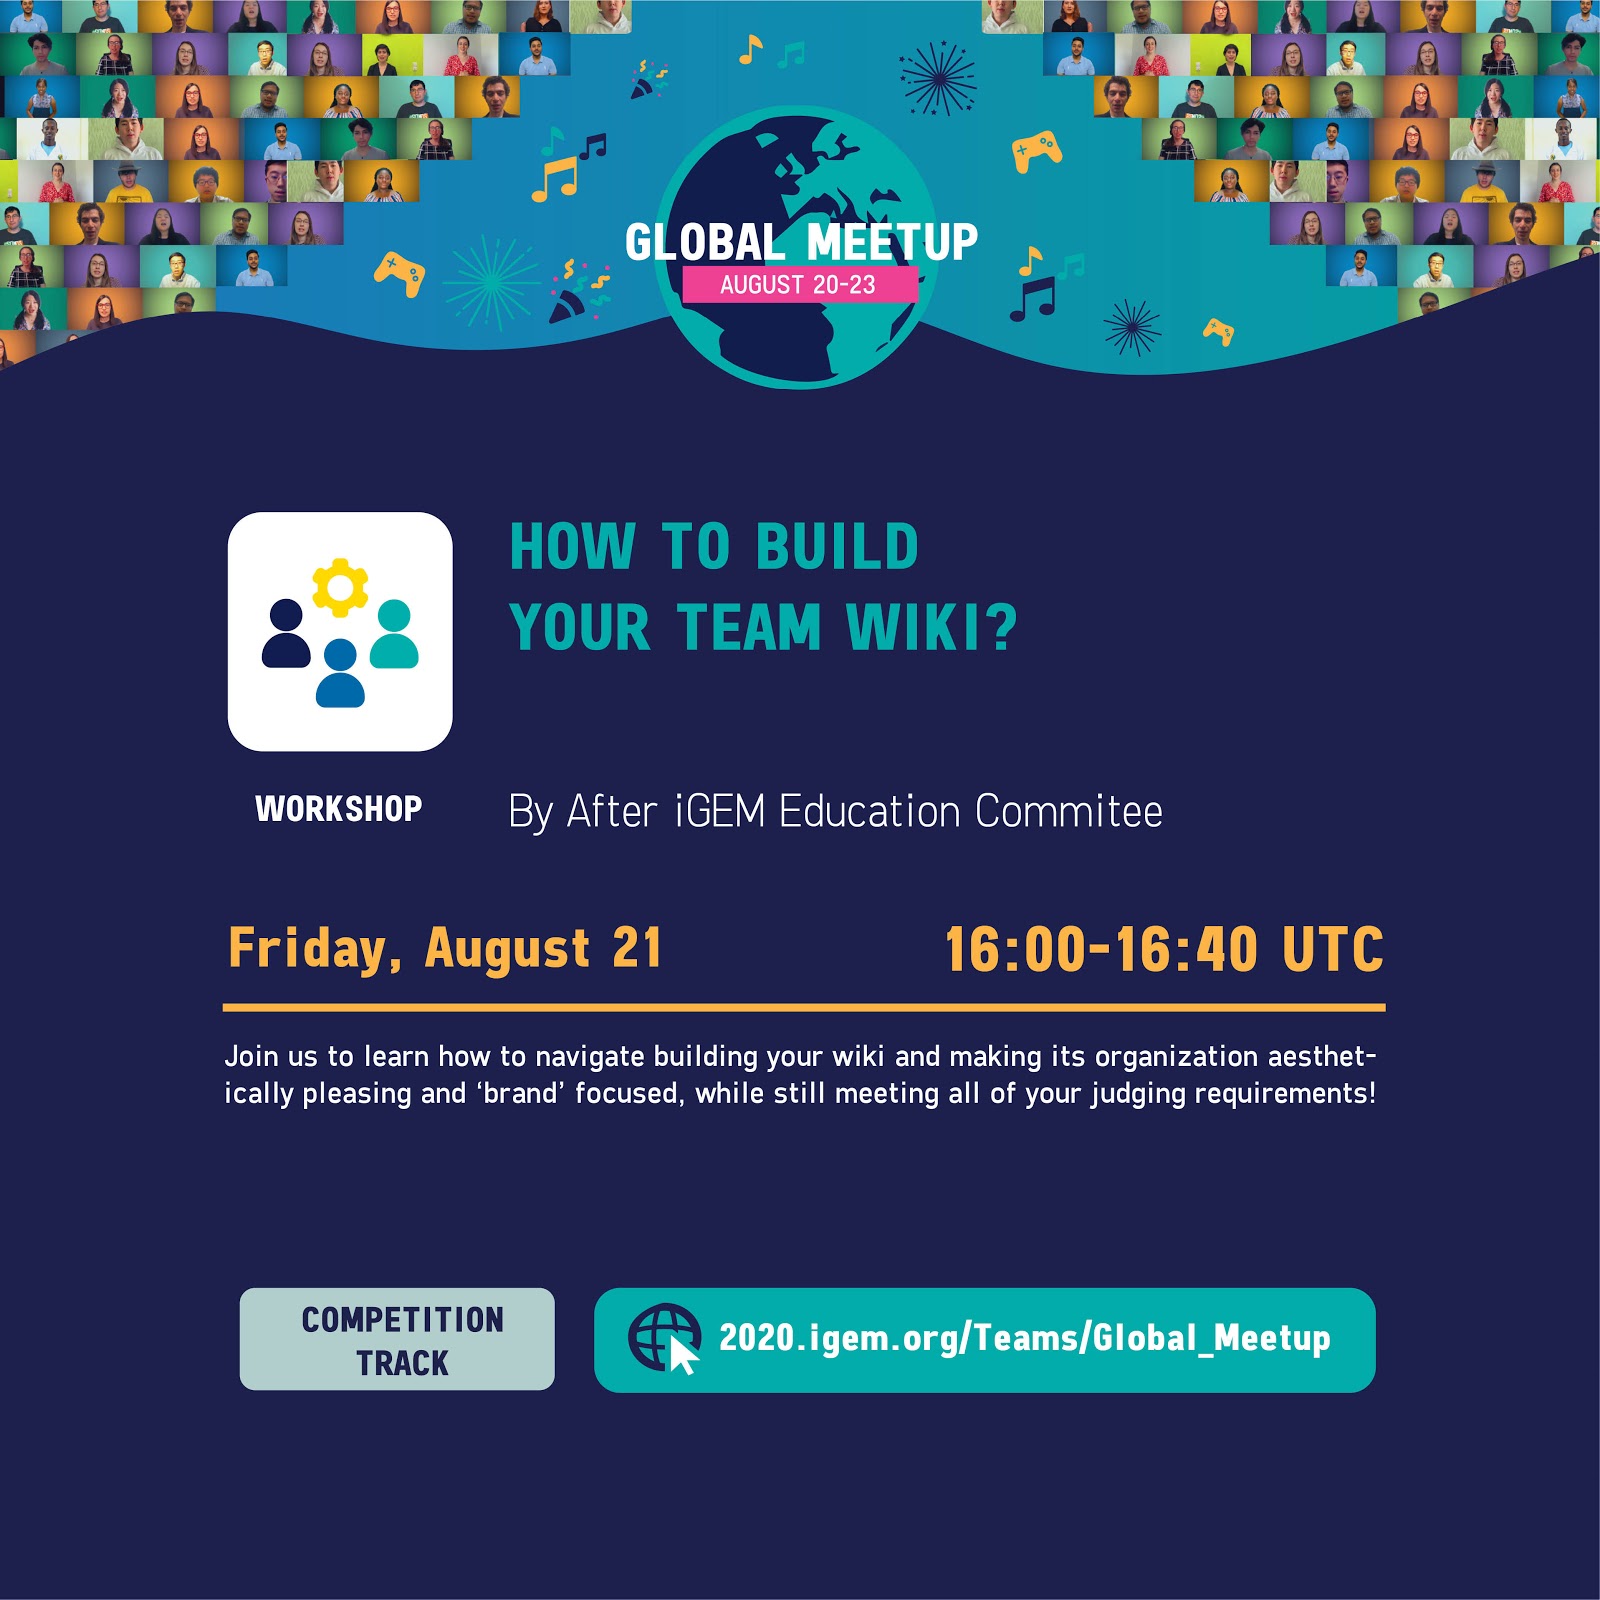 GLOBAL MEETUP
AUGUST 20-23
HOW TO BUILD
YOUR TEAM WIKI?
WORKSHOP
By After iGEM Education Commitee
Friday, August 21
16:00-16:40 UTC
Join us to learn how to navigate building your wiki and making its organization aesthet-
ically pleasing and ‘brand’ focused, while still meeting all of your judging requirements!
COMPETITION
TRACK
2020.igem.org/Teams/Global_Meetup